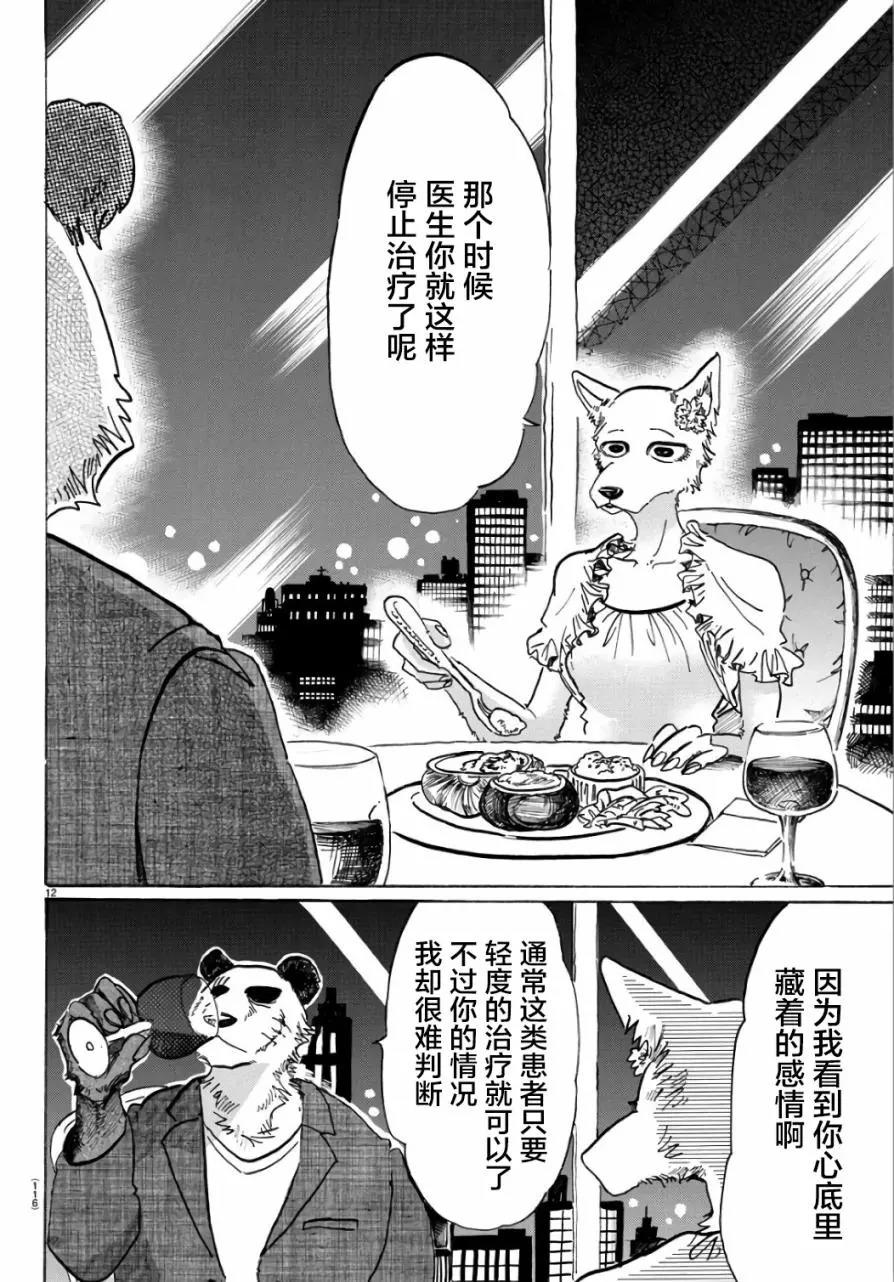 那个时候
医生你就这样
停止治疗了呢
12
因为我看到你心底里
藏着的感情啊
通常这类患者只要
轻度的治疗就可以了
不过你的情况
我却很难判断
(116)